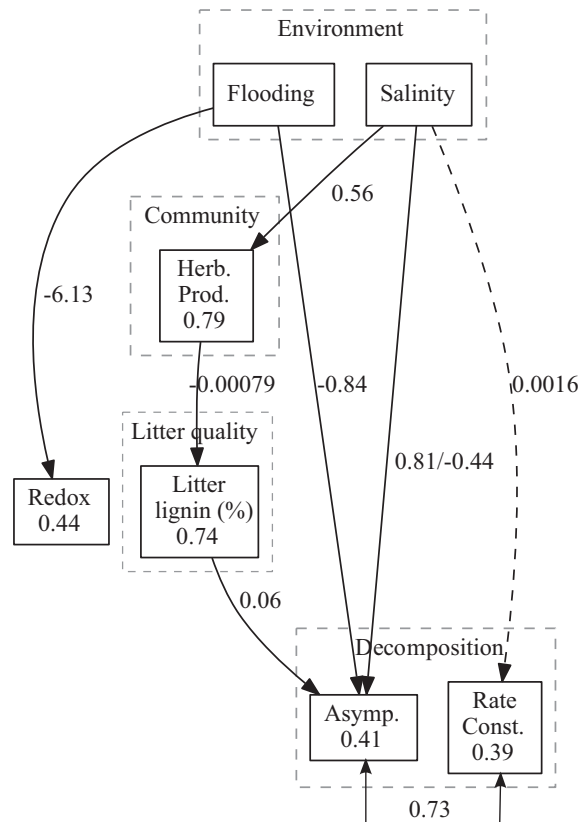 Environment
Flooding
Salinity
0.56
Community
Herb.
Prod.
0.79
-6.13
-0.00079
-0.84
0.0016
Litter quality
0.81/-0.44
Redox
0.44
Litter
lignin (%)
0.74
0.06
Decomposition
Asymp.
0.41
Rate
Const.
0.39
0.73